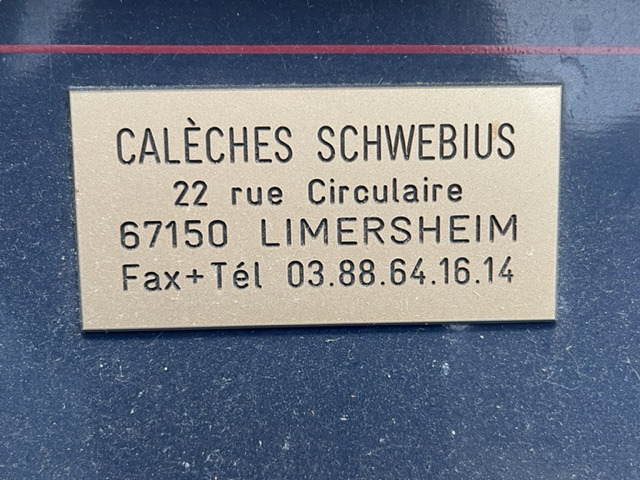 CALÈCHES SCHWEBIUS
22 rue Circulaire
67150 LIMERSHEIM
Fax+Tél 03.88.64.16.14